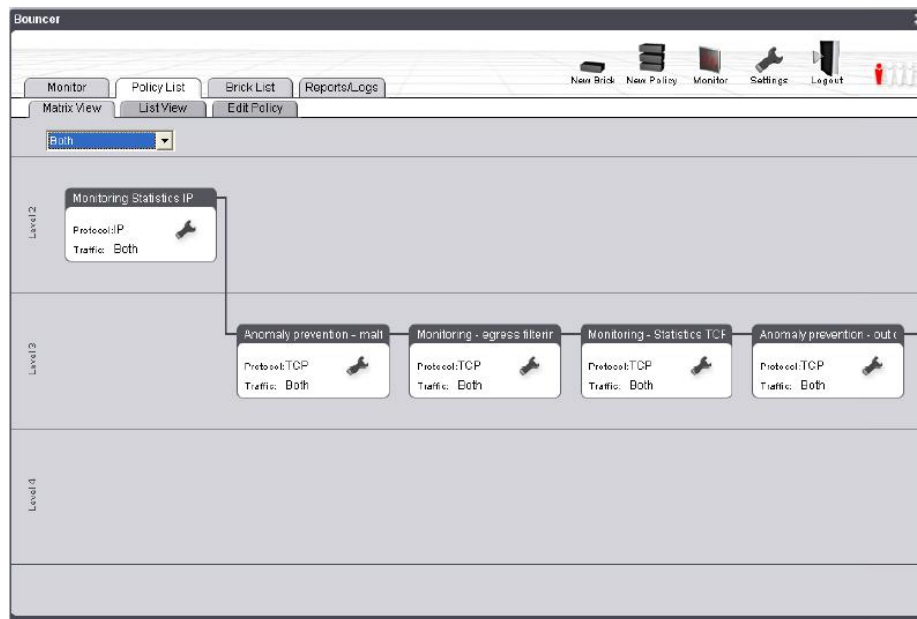 Bouncer
New Brick New Policy Monitor Settings Logout
Monitor Policy List Brick List Reports/Logs
Matrix View List View Edit Policy
Both
Level 2
Monitoring Statistics IP
Protocol:IP
Traffic: Both
Level 3
Anomaly prevention - malf
Protocol:TCP
Traffic: Both
Monitoring - egress filterin
Protocol:TCP
Traffic: Both
Monitoring - Statistics TCP
Protocol:TCP
Traffic: Both
Anomaly prevention - out
Protocol:TCP
Traffic: Both
Level 4